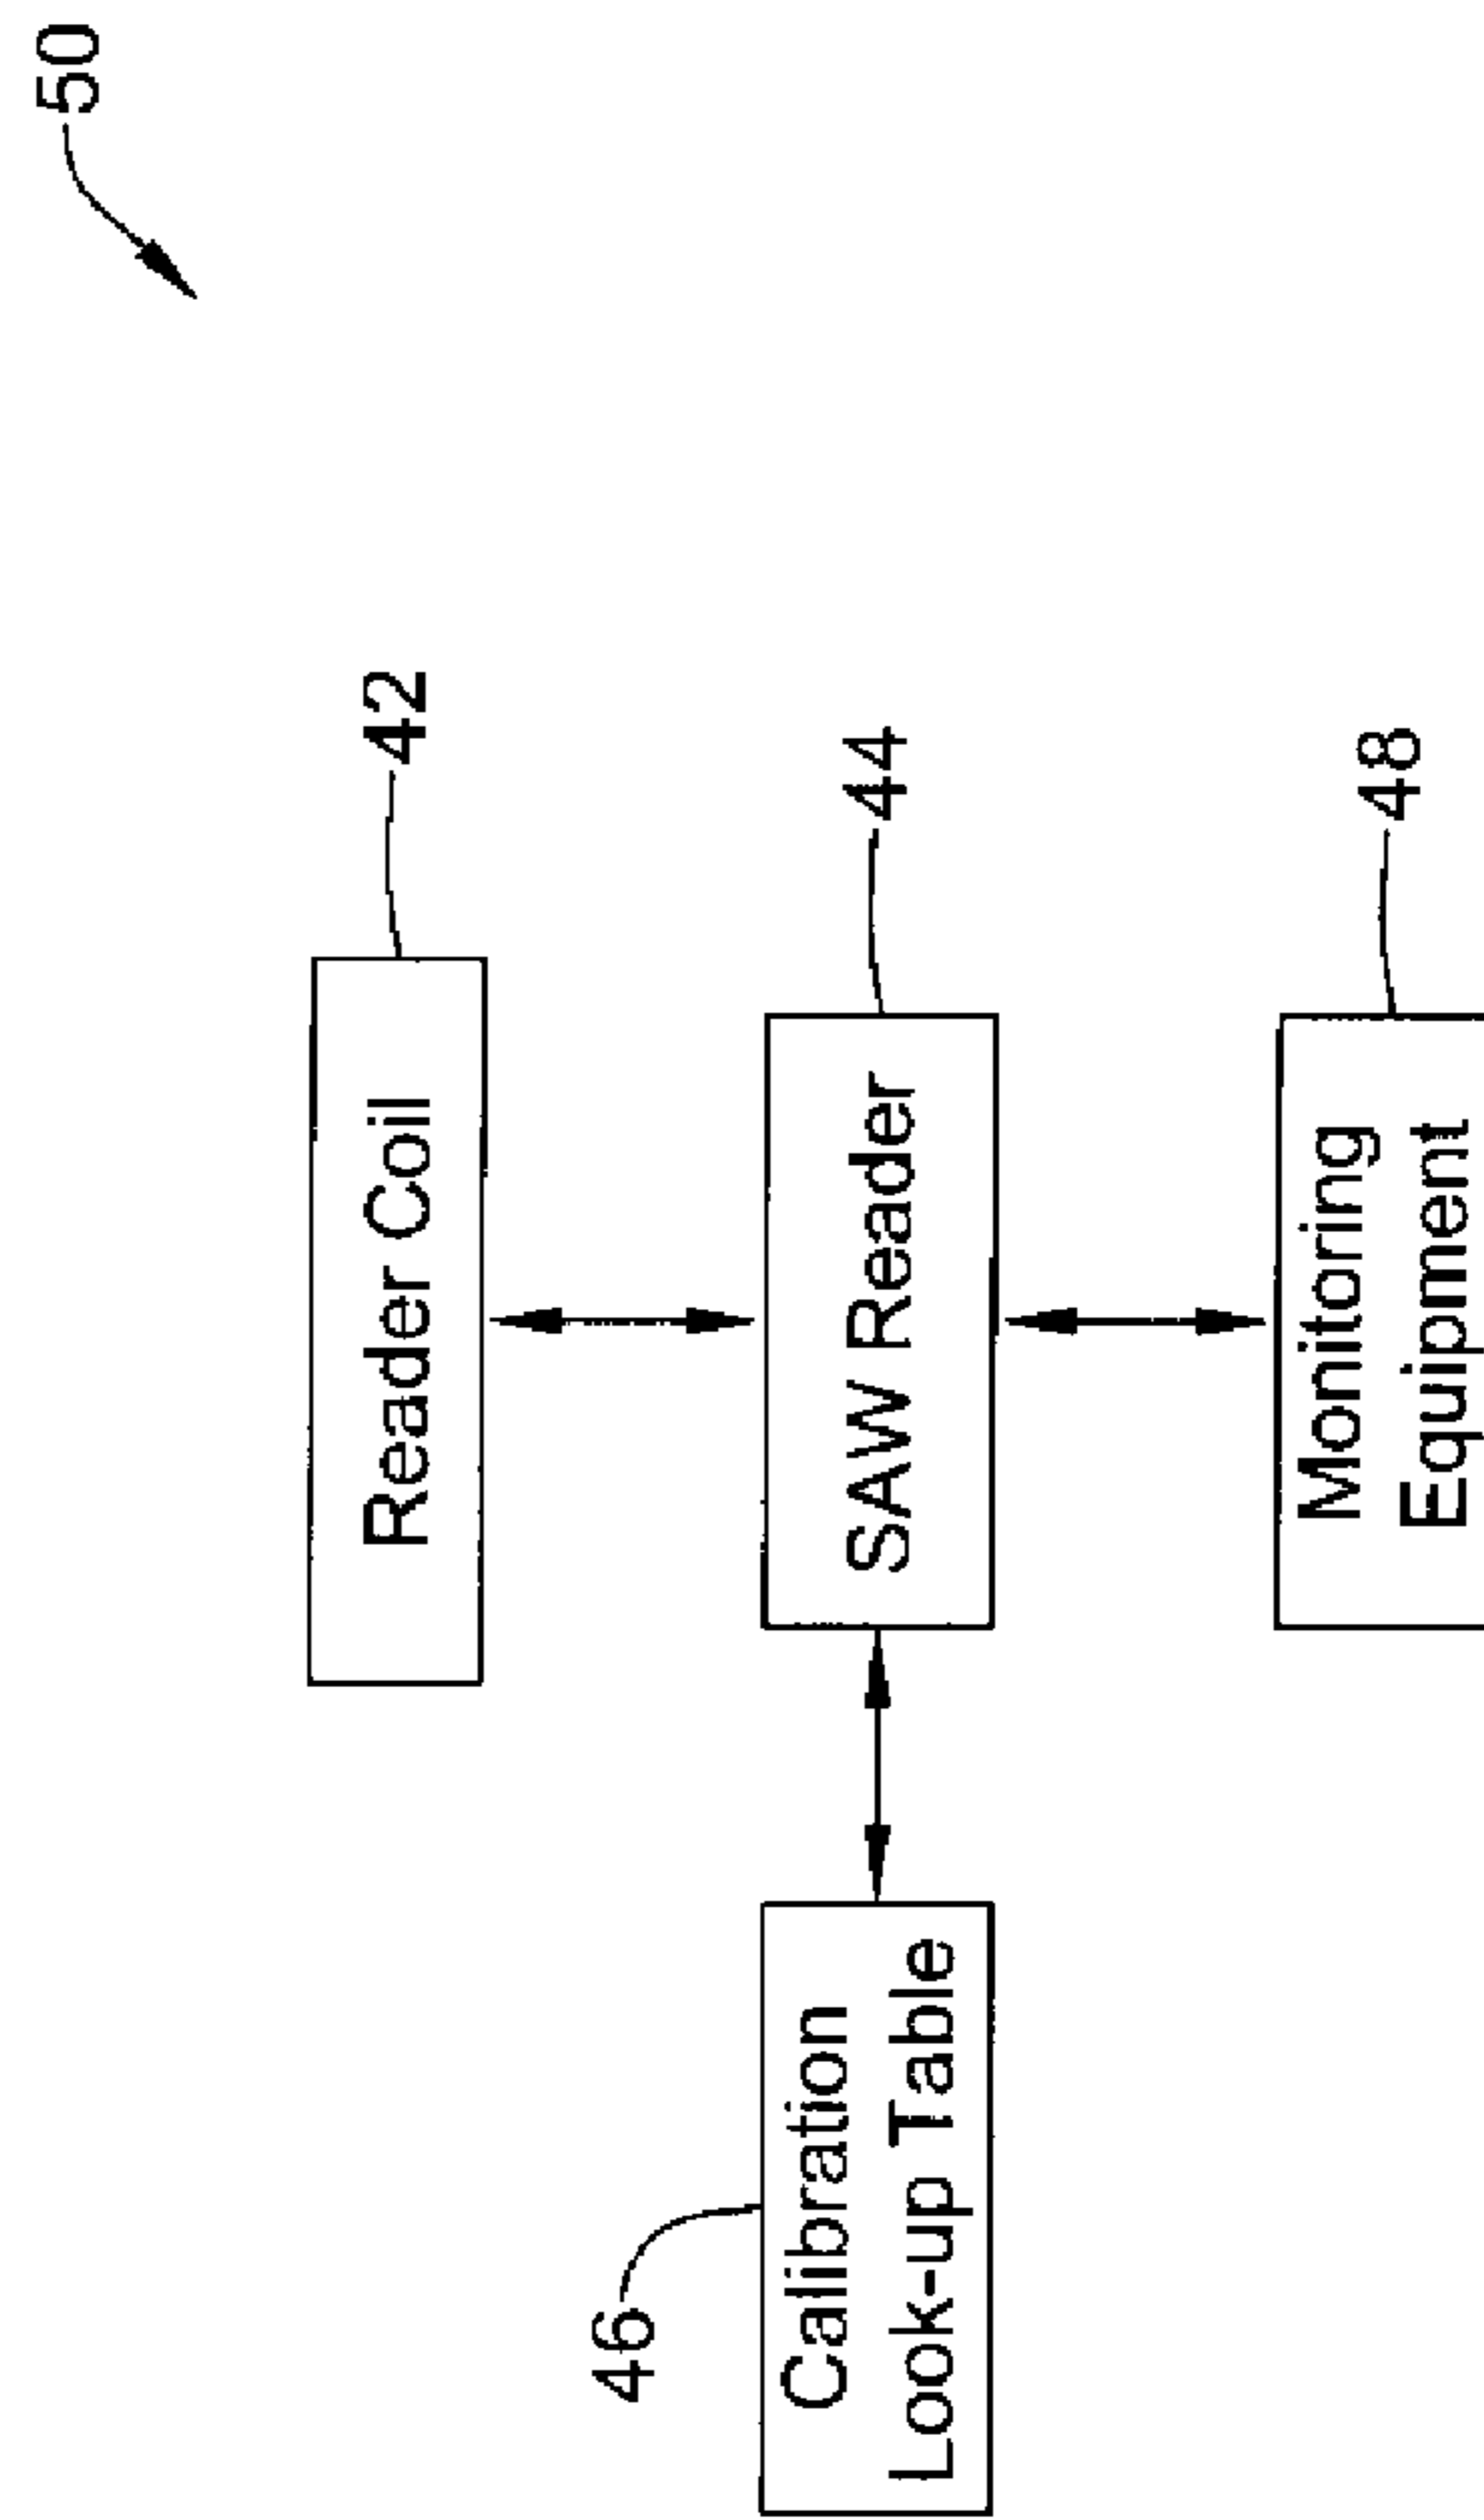 50
Reader Coil
42
46
Calibration
Look-up Table
SAW Reader
44
Monitoring
Equipment
48